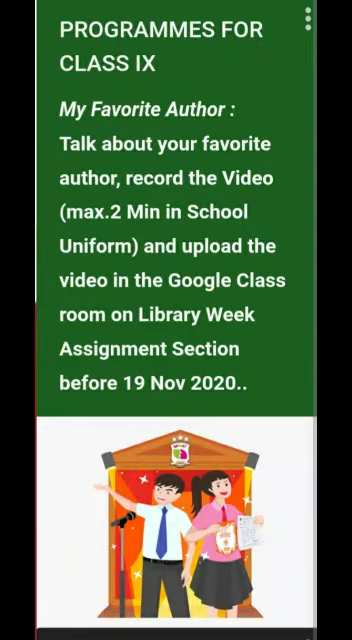 PROGRAMMES FOR
CLASS IX
My Favorite Author :
Talk about your favorite
author, record the Video
(max.2 Min in School
Uniform) and upload the
video in the Google Class
room on Library Week
Assignment Section
before 19 Nov 2020..